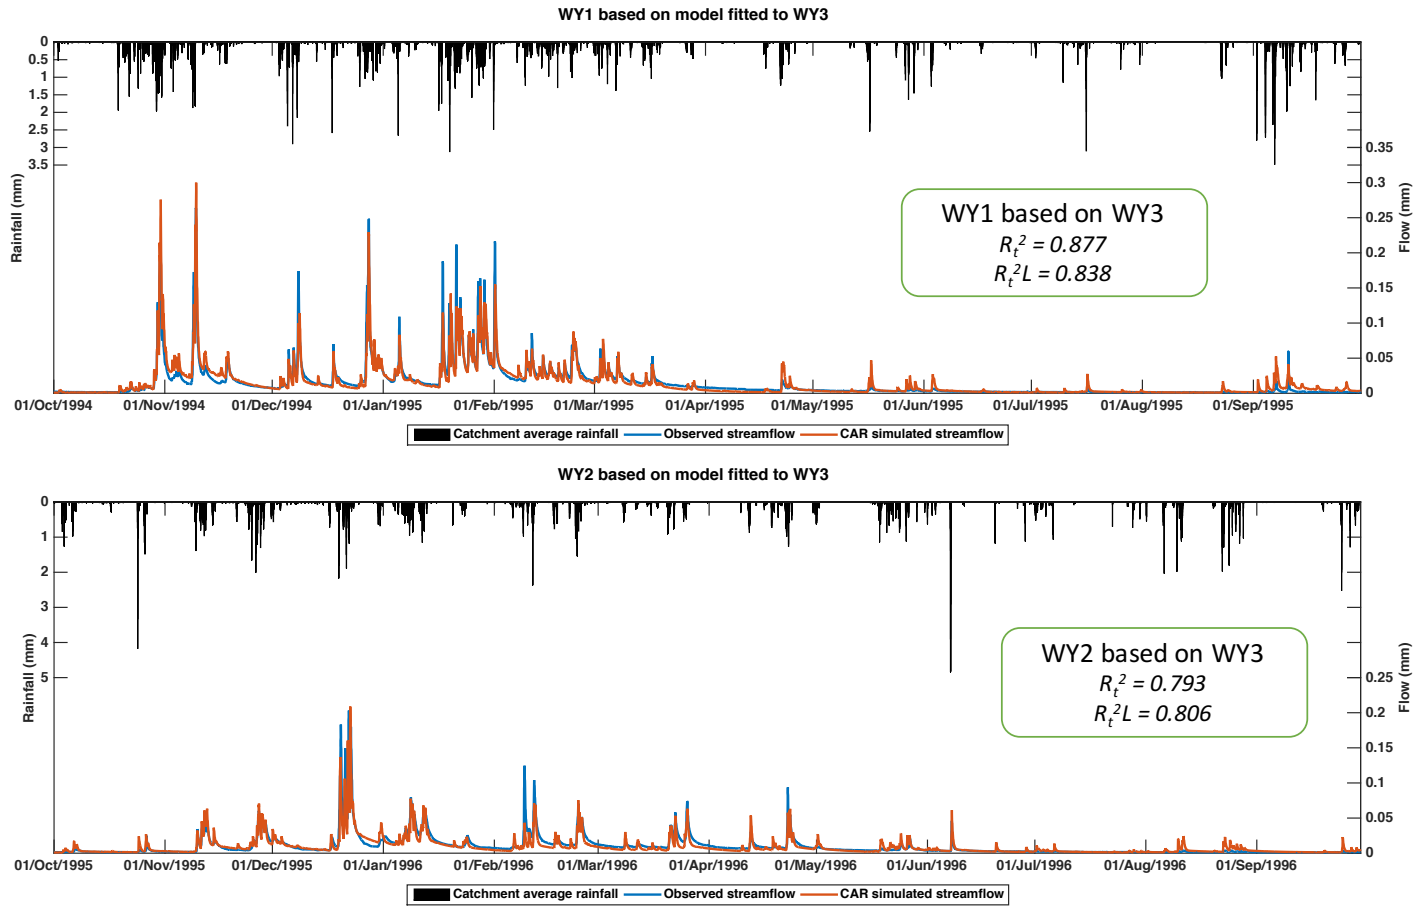 WY1 based on model fitted to WY3
0
0.5
1
1.5
2
2.5
3
3.5
Rainfall (mm)
0.35
0.3
0.25
0.2
0.15
0.1
0.05
0
Flow (mm)
WY1 based on WY3
Rt2 = 0.877
Rt2L = 0.838
01/Oct/1994 01/Nov/1994 01/Dec/1994 01/Jan/1995 01/Feb/1995 01/Mar/1995 01/Apr/1995 01/May/1995 01/Jun/1995 01/Jul/1995 01/Aug/1995 01/Sep/1995
Catchment average rainfall Observed streamflow CAR simulated streamflow
WY2 based on model fitted to WY3
0
1
2
3
4
5
Rainfall (mm)
0.25
0.2
0.15
0.1
0.05
0
Flow (mm)
WY2 based on WY3
Rt2 = 0.793
Rt2L = 0.806
01/Oct/1995 01/Nov/1995 01/Dec/1995 01/Jan/1996 01/Feb/1996 01/Mar/1996 01/Apr/1996 01/May/1996 01/Jun/1996 01/Jul/1996 01/Aug/1996 01/Sep/1996
Catchment average rainfall Observed streamflow CAR simulated streamflow